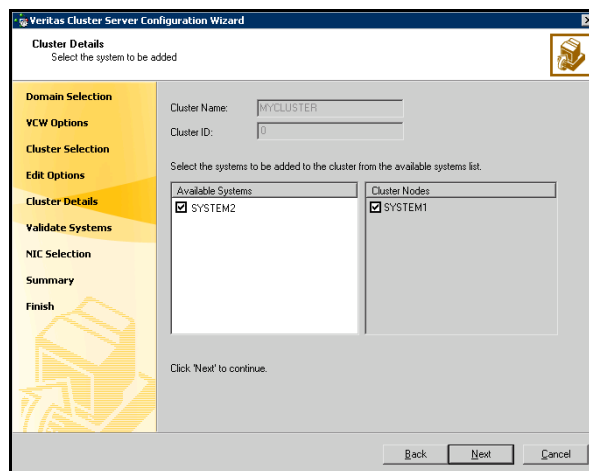 Veritas Cluster Server Configuration Wizard
Cluster Details
Select the system to be added
Domain Selection
VCW Options
Cluster Selection
Edit Options
Cluster Details
Validate Systems
NIC Selection
Summary
Finish
Cluster Name: MYCLUSTER
Cluster ID: 0
Select the systems to be added to the cluster from the available systems list.
Available Systems
SYSTEM2
Cluster Nodes
SYSTEM1
Click 'Next' to continue.
Back Next Cancel